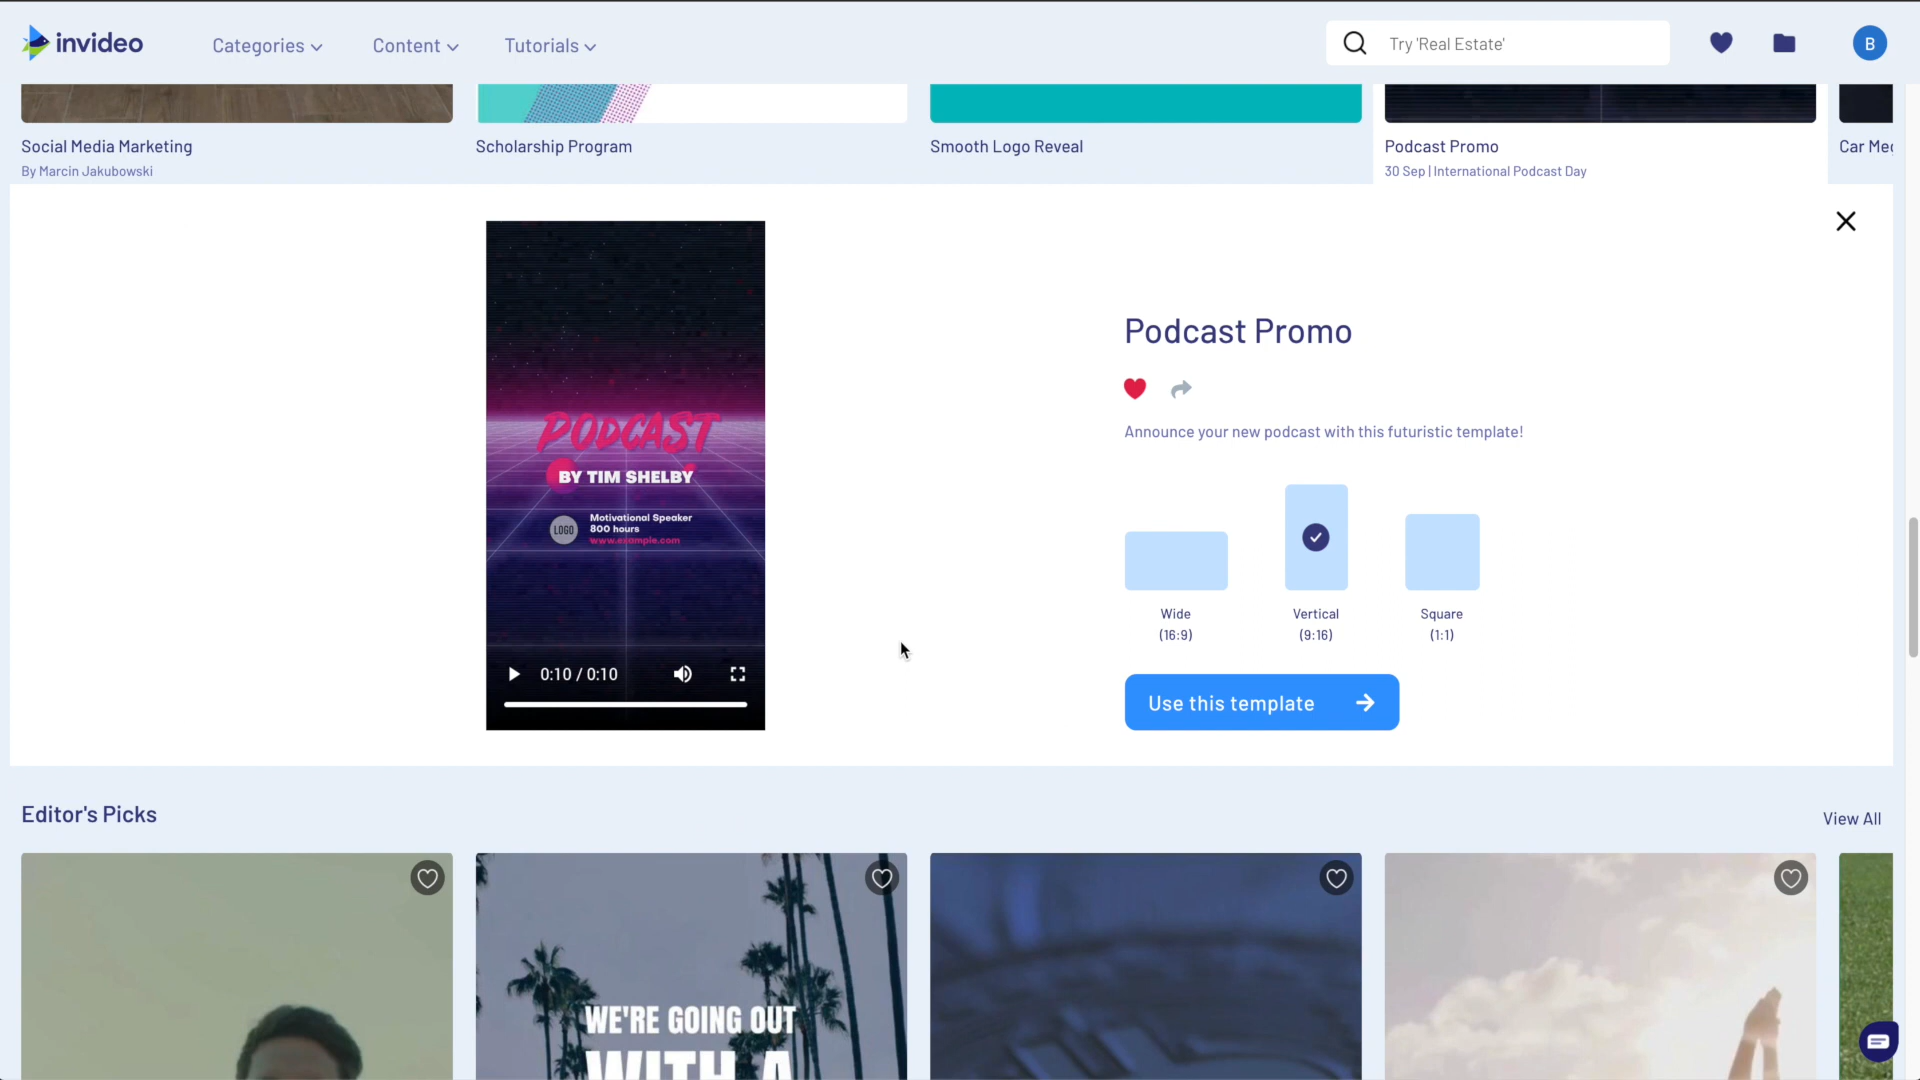 invideo
Categories
Content
Tutorials
Try 'Real Estate'
B
Social Media Marketing
By Marcin Jakubowski
Scholarship Program
Smooth Logo Reveal
Podcast Promo
30 Sep | International Podcast Day
Car
PODCAST
BY TIM SHELBY
LOGO
Motivational Speaker
800 hours
www.example.com
0:10 / 0:10
Podcast Promo
Announce your new podcast with this futuristic template!
Wide
(16:9)
Vertical
(9:16)
Square
(1:1)
Use this template
Editor's Picks
View All
WE'RE GOING OUT
WITH A